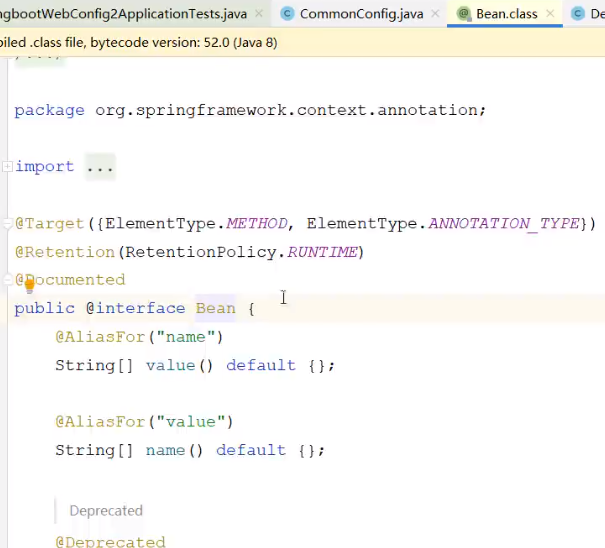 ngbootWebConfig2ApplicationTests.java CommonConfig.java Bean.class De
piled .class file, bytecode version: 52.0 (Java 8)
package org.springframework.context.annotation;
import ...
@Target({ElementType.METHOD, ElementType.ANNOTATION_TYPE})
@Retention(RetentionPolicy.RUNTIME)
@Documented
public @interface Bean {
@AliasFor("name")
String[] value() default {};
@AliasFor("value")
String[] name() default {};
Deprecated
@Deprecated